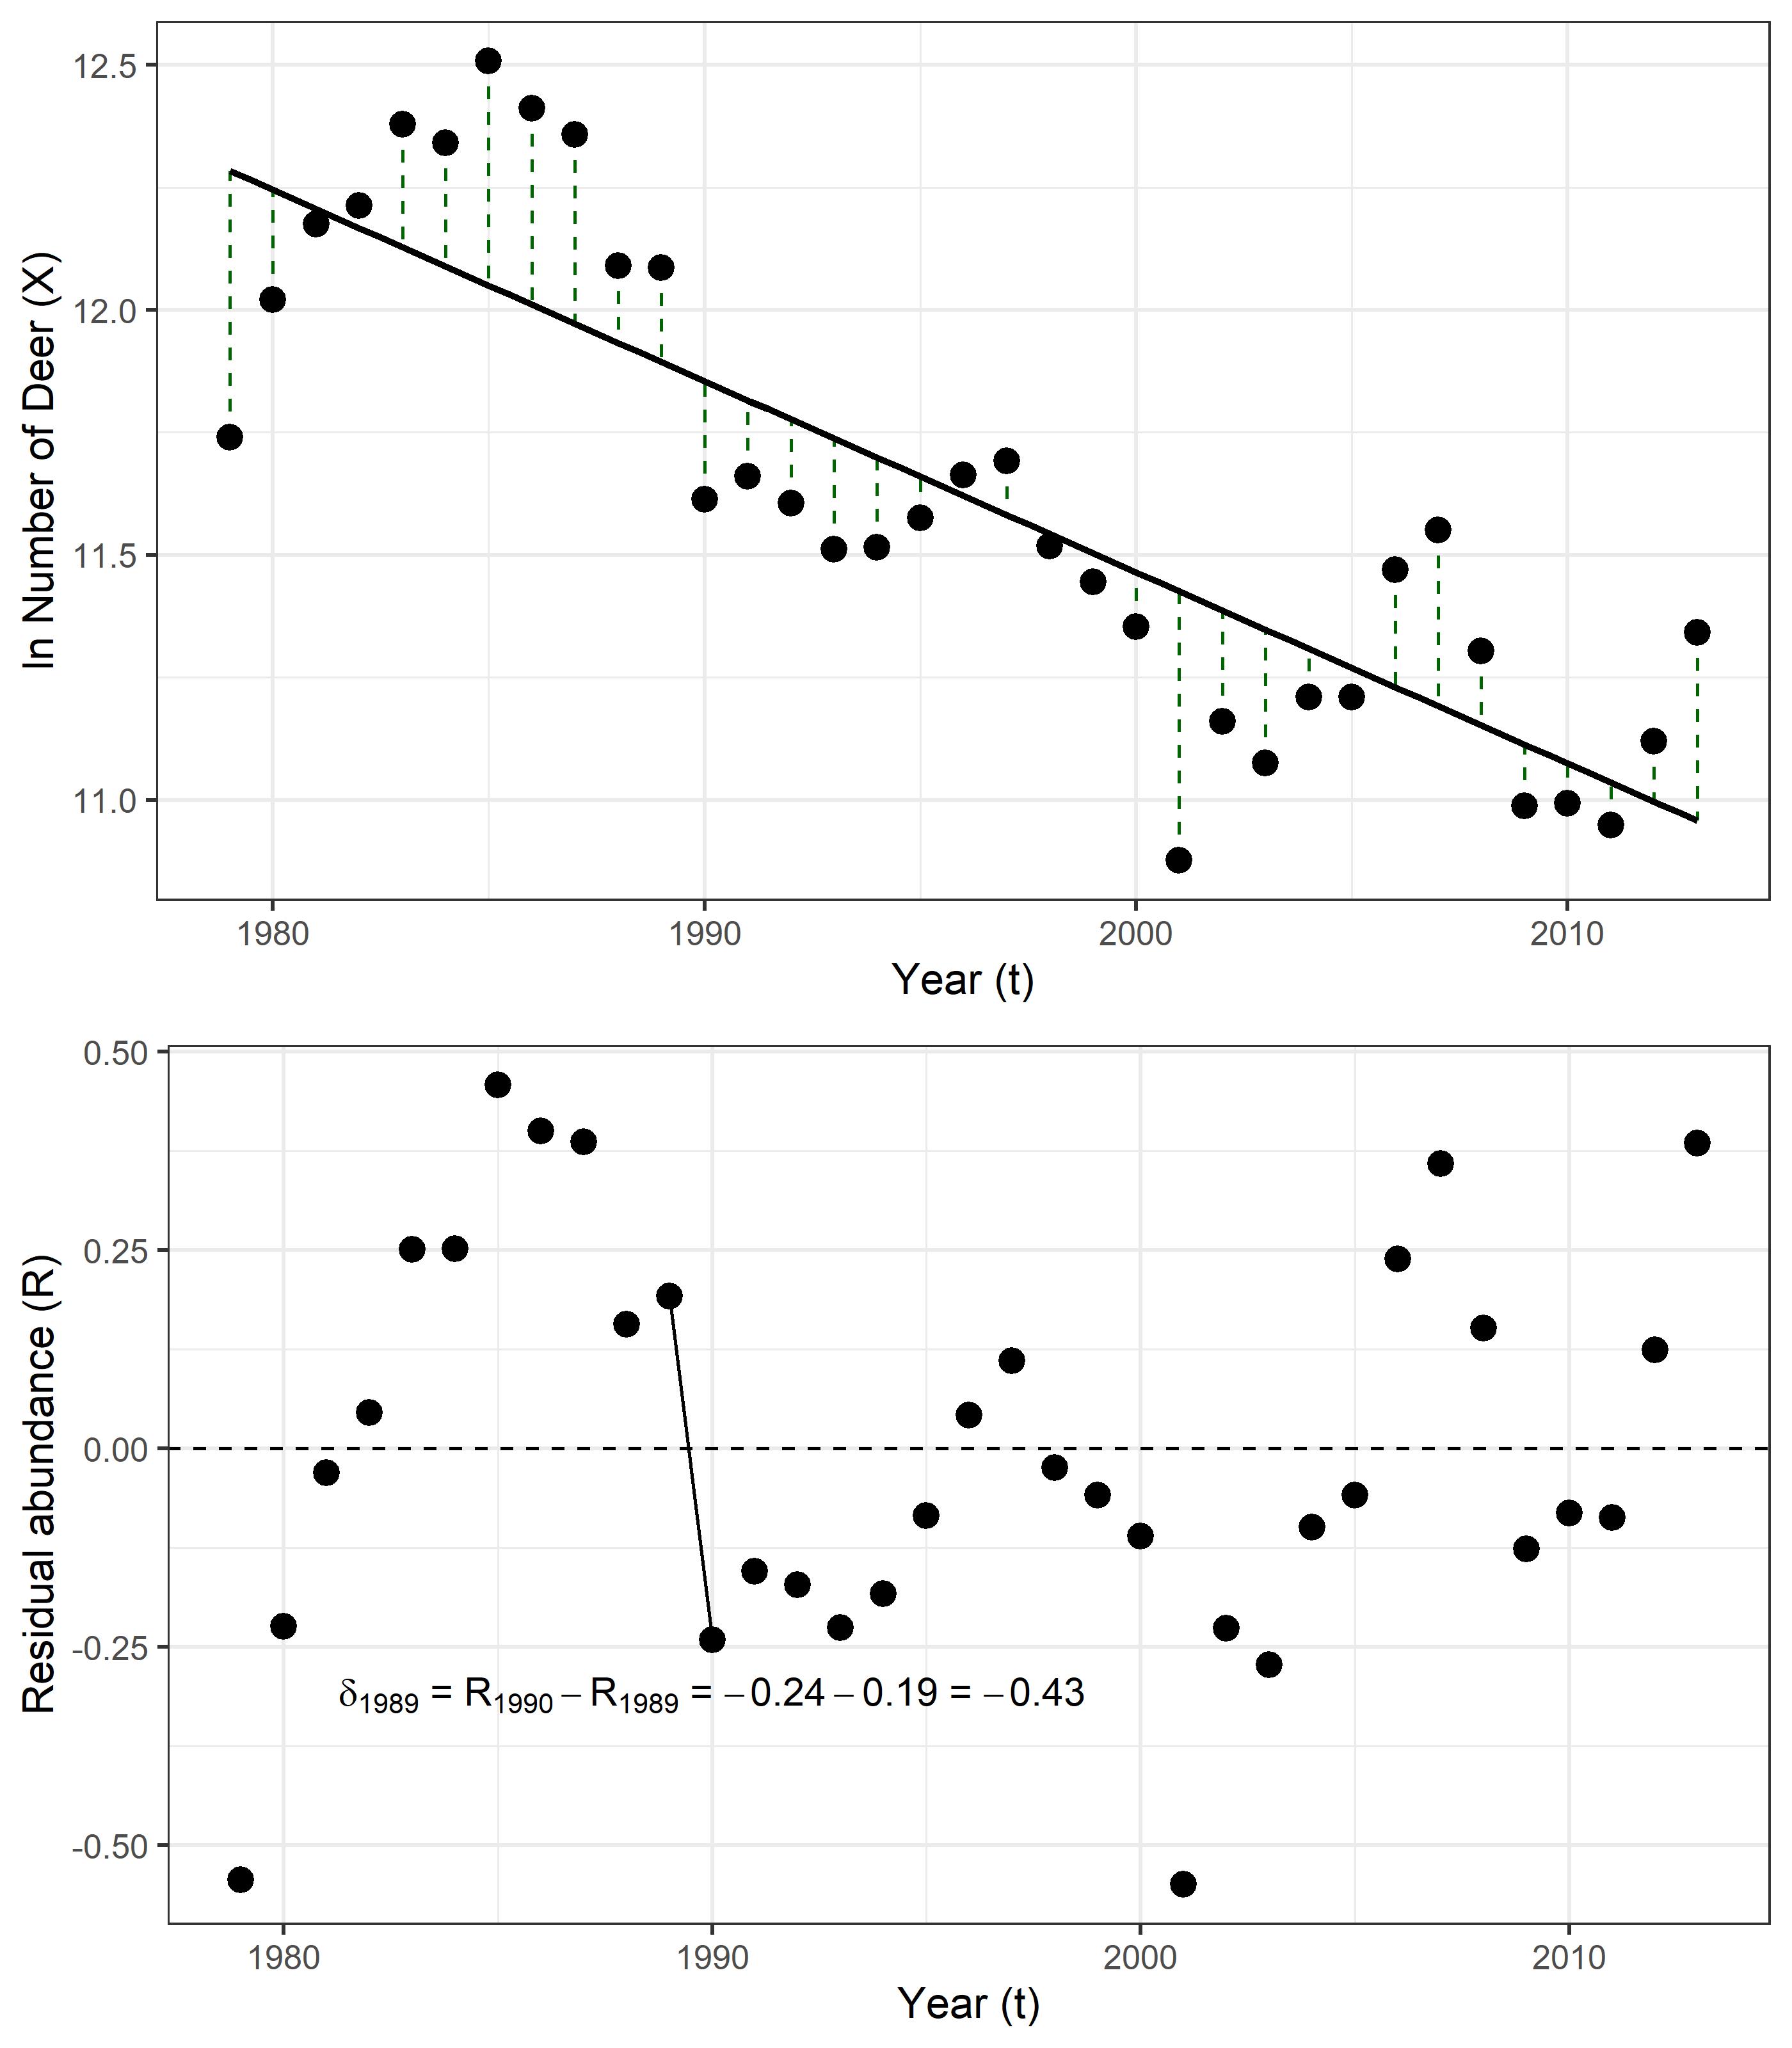 ln Number of Deer (X)
12.5
12.0
11.5
11.0
1980 1990 2000 2010
Year (t)
Residual abundance (R)
0.50
0.25
0.00
-0.25
-0.50
δ1989 = R1990 − R1989 = −0.24 − 0.19 = −0.43
1980 1990 2000 2010
Year (t)